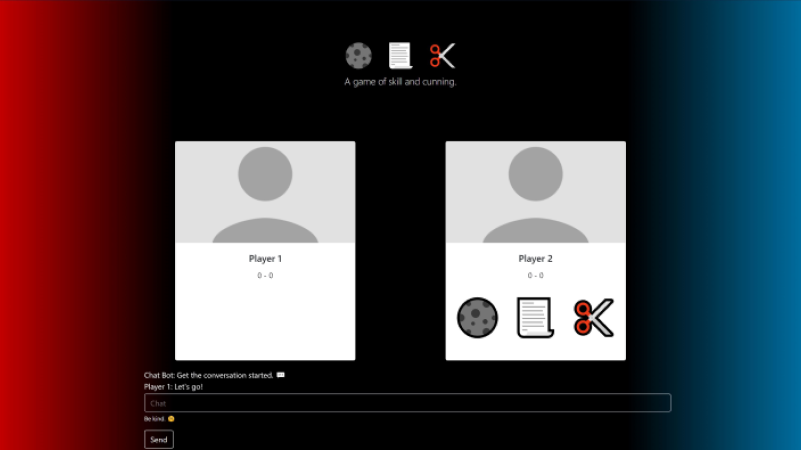 A game of skill and cunning.
Player 1
0 - 0
Player 2
0 - 0
Chat Bot: Get the conversation started.
Player 1: Let's go!
Chat
Be kind.
Send